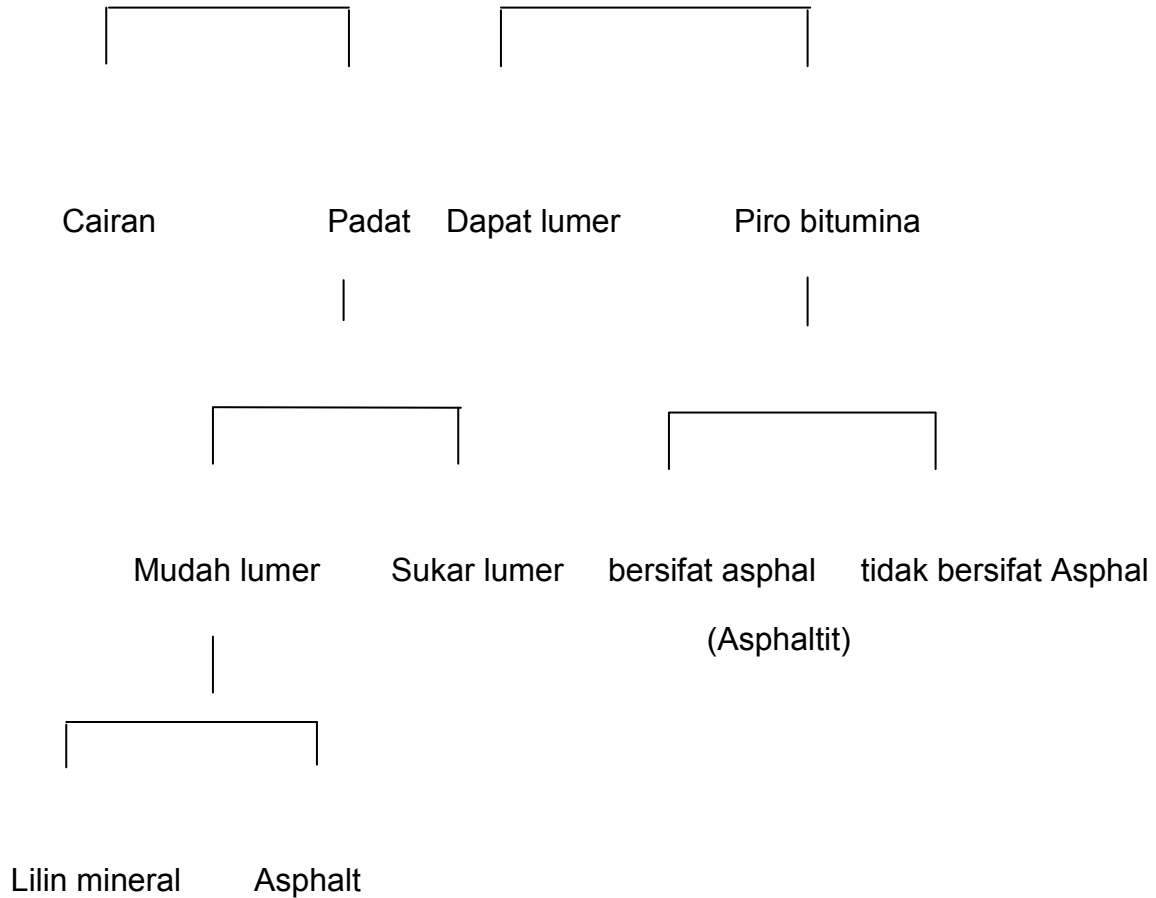 Cairan Padat Dapat lumer Piro bitumina
Mudah lumer Sukar lumer bersifat asphal tidak bersifat Asphal
(Asphaltit)
Lilin mineral Asphalt